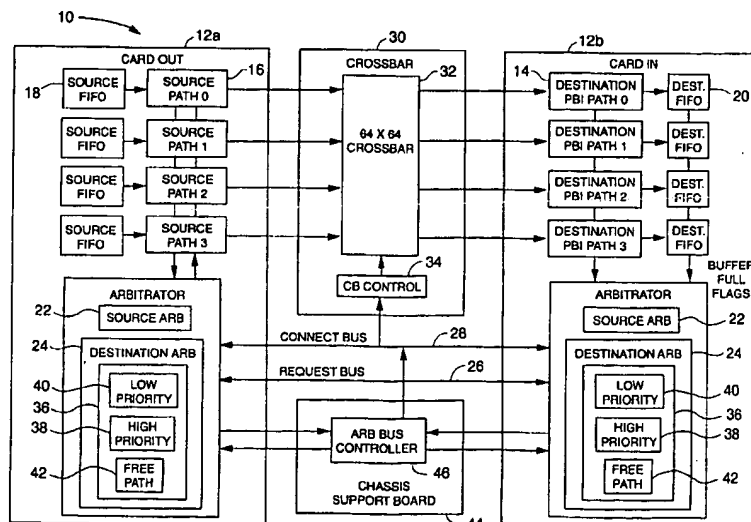 10
12a
30
12b
CARD OUT
CROSSBAR
CARD IN
18
SOURCE
FIFO
SOURCE
PATH 0
16
32
14
DESTINATION
PBI PATH 0
DEST.
FIFO
20
SOURCE
FIFO
SOURCE
PATH 1
64 X 64
CROSSBAR
DESTINATION
PBI PATH 1
DEST.
FIFO
SOURCE
FIFO
SOURCE
PATH 2
DESTINATION
PBI PATH 2
DEST.
FIFO
SOURCE
FIFO
SOURCE
PATH 3
DESTINATION
PBI PATH 3
DEST.
FIFO
34
CB CONTROL
BUFFER
FULL
FLAGS
ARBITRATOR
22
SOURCE ARB
ARBITRATOR
SOURCE ARB
22
CONNECT BUS
28
24
DESTINATION ARB
DESTINATION ARB
24
REQUEST BUS
26
40
LOW
PRIORITY
LOW
PRIORITY
40
36
36
38
HIGH
PRIORITY
ARB BUS
CONTROLLER
HIGH
PRIORITY
38
42
FREE
PATH
46
FREE
PATH
42
CHASSIS
SUPPORT BOARD
44